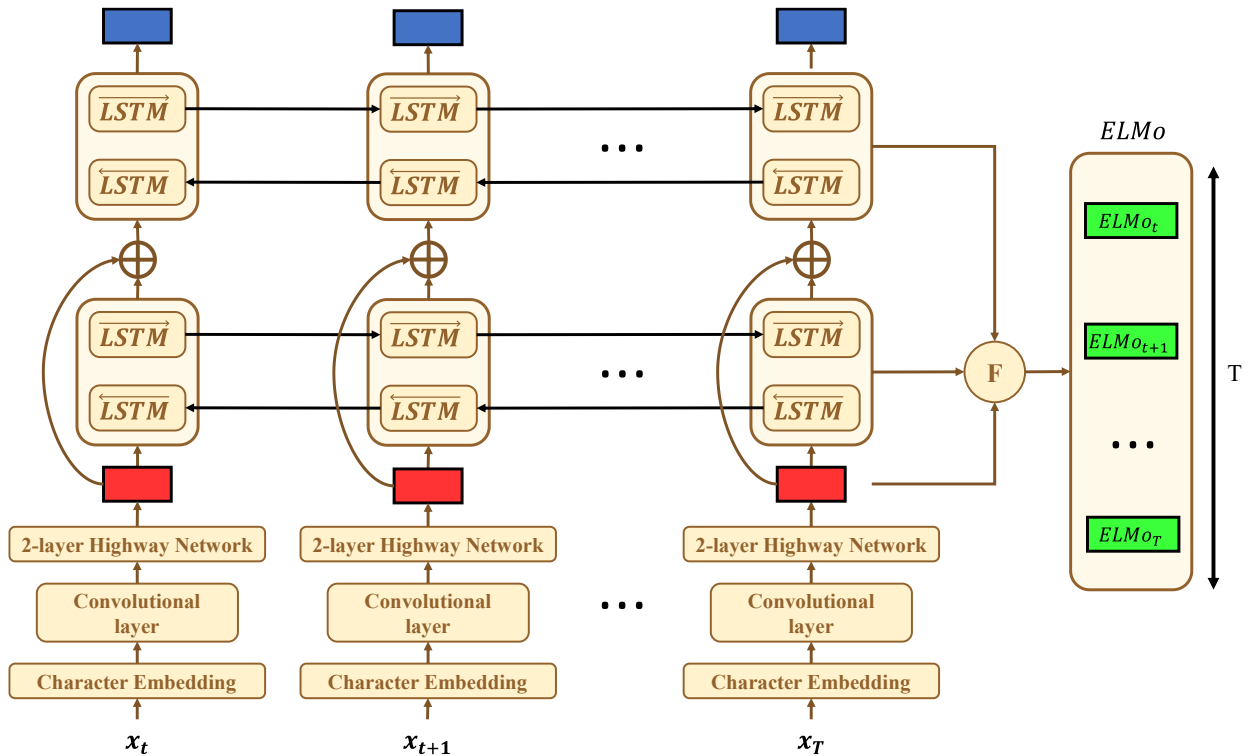 LSTM LSTM LSTM
... 
LSTM LSTM LSTM
ELMo
ELMo_t
LSTM LSTM LSTM
ELMo_{t+1}
...
F
T
LSTM LSTM LSTM
...
ELMo_T
2-layer Highway Network 2-layer Highway Network 2-layer Highway Network
Convolutional Convolutional Convolutional
...
layer layer layer
Character Embedding Character Embedding Character Embedding
x_t x_{t+1} x_T